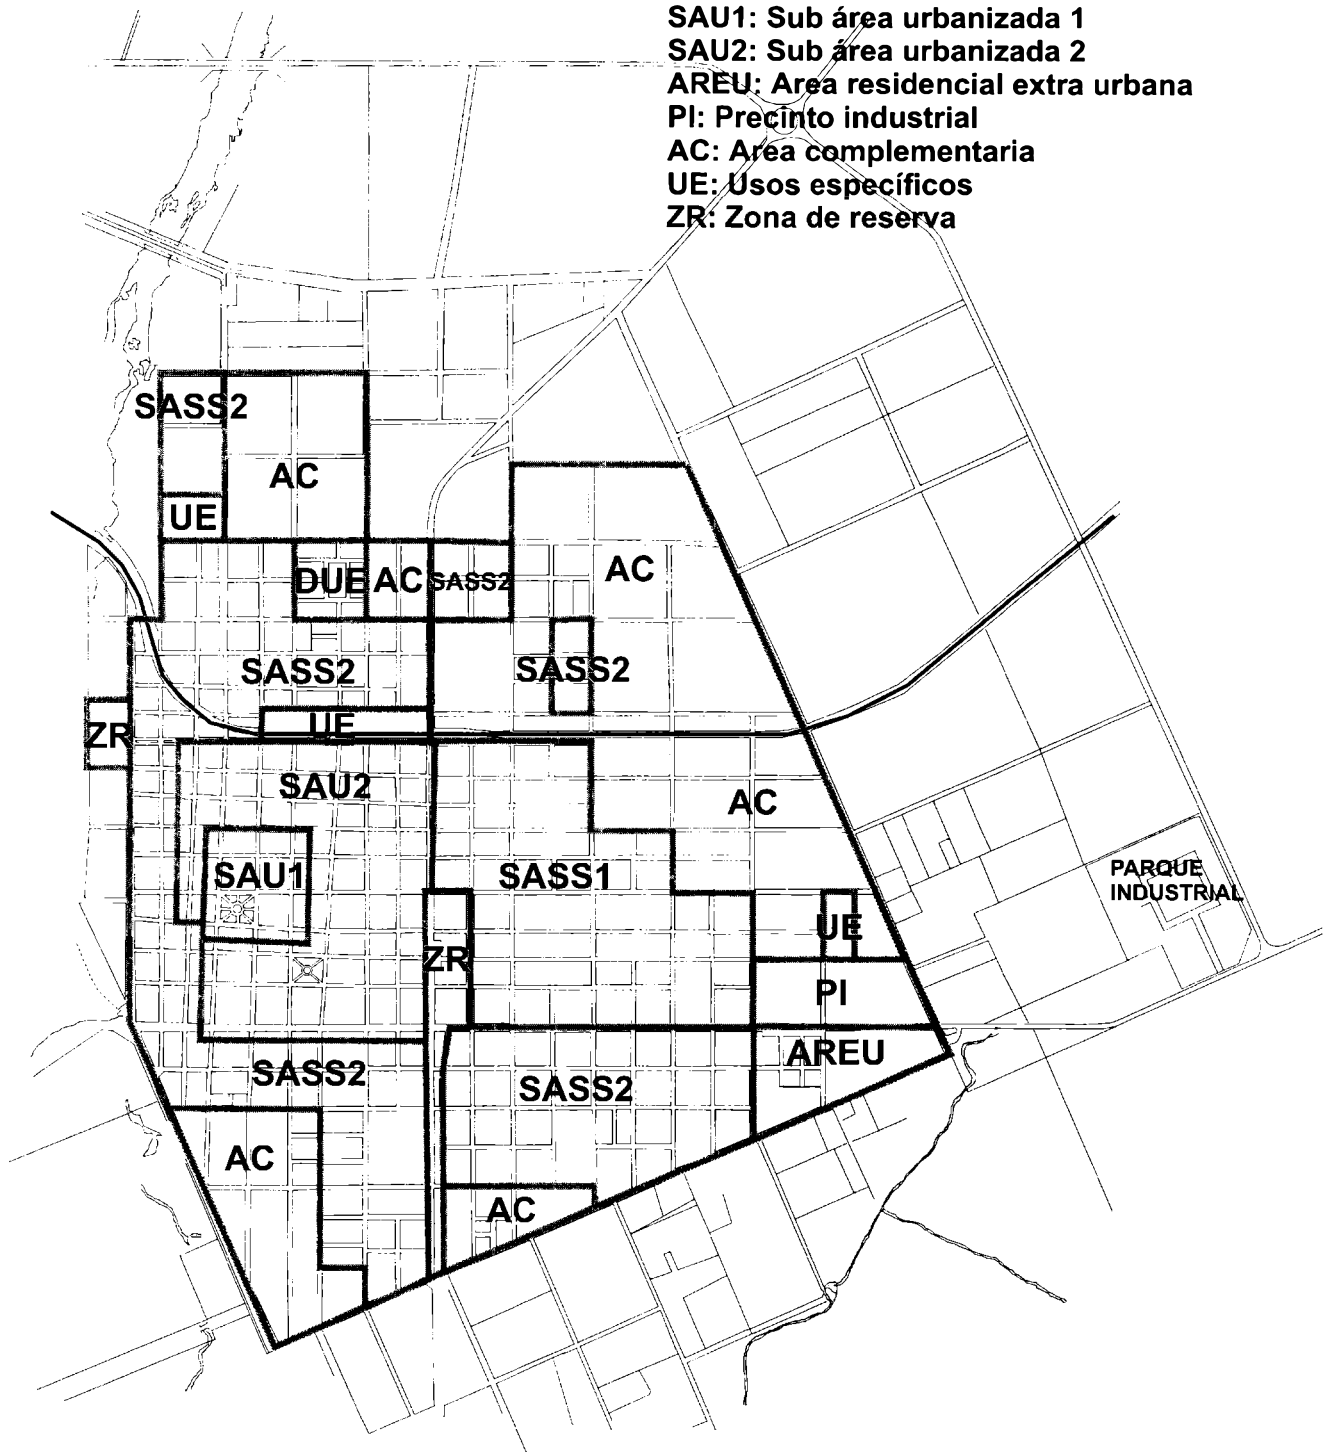 SAU1: Sub área urbanizada 1
SAU2: Sub área urbanizada 2
AREU: Area residencial extra urbana
PI: Precinto industrial
AC: Area complementaria
UE: Usos específicos
ZR: Zona de reserva
SASS2
AC
UE
DUE
AC
SASS2
AC
SASS2
SASS2
UE
ZR
SAU2
AC
SAU1
SASS1
PARQUE
INDUSTRIAL
UE
ZR
PI
AREU
SASS2
SASS2
AC
AC